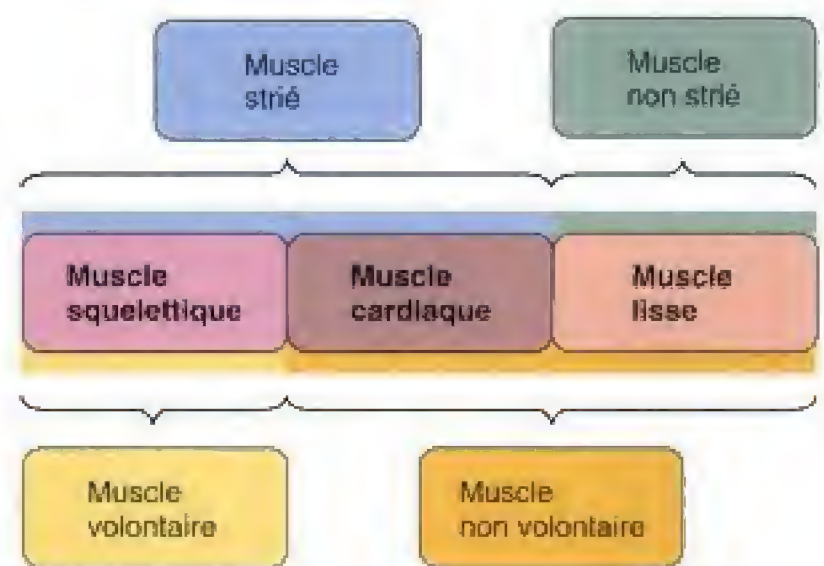 Muscle
strié
Muscle
non strié
Muscle
squelettique
Muscle
cardiaque
Muscle
lisse
Muscle
volontaire
Muscle
non volontaire